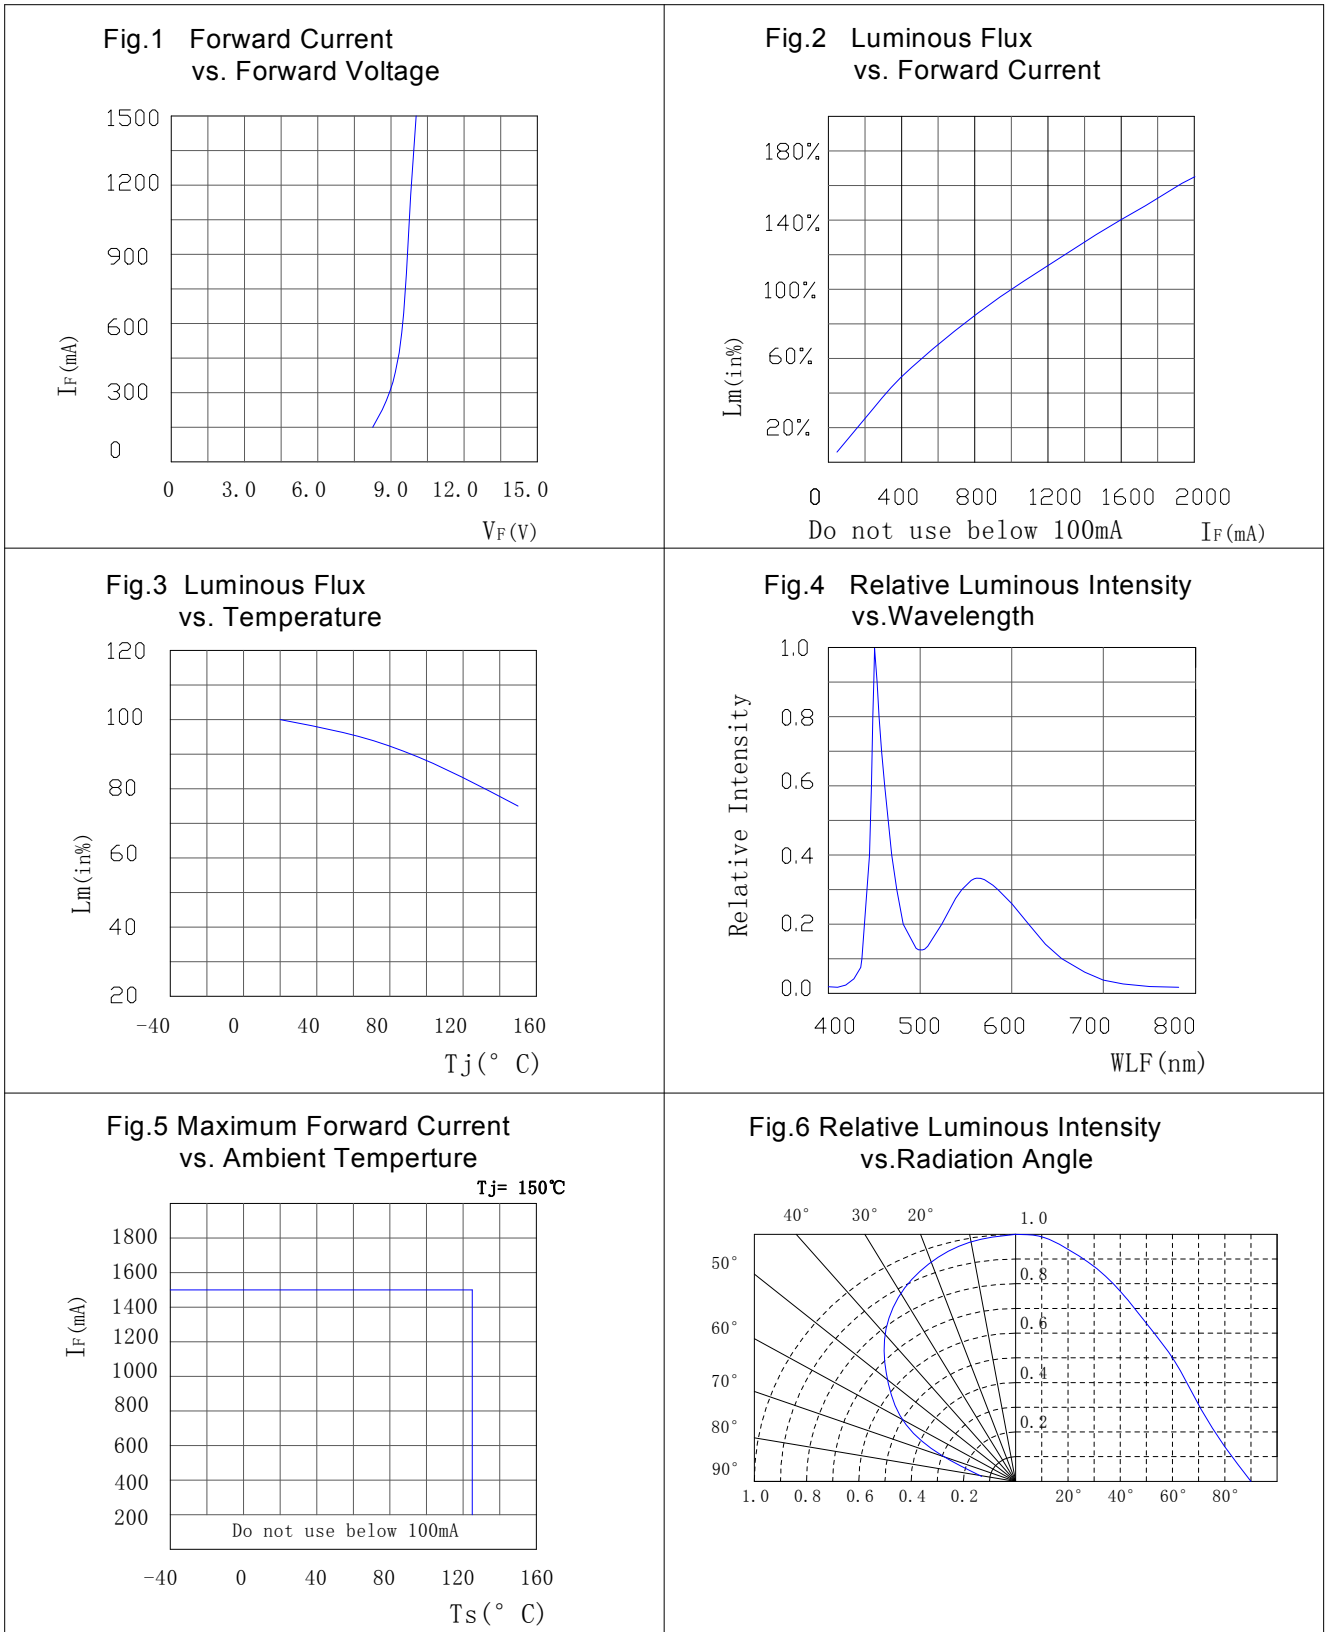 Fig.1 Forward Current
vs. Forward Voltage
1500
1200
900
600
300
0
IF(mA)
0 3.0 6.0 9.0 12.0 15.0
VF(V)
Fig.2 Luminous Flux
vs. Forward Current
180%
140%
100%
60%
20%
Lm(in%)
0 400 800 1200 1600 2000
Do not use below 100mA IF(mA)
Fig.3 Luminous Flux
vs. Temperature
120
100
80
60
40
20
Lm(in%)
-40 0 40 80 120 160
Tj(° C)
Fig.4 Relative Luminous Intensity
vs.Wavelength
1.0
0.8
0.6
0.4
0.2
0.0
Relative Intensity
400 500 600 700 800
WLF(nm)
Fig.5 Maximum Forward Current
vs. Ambient Temperture
Tj= 150℃
1800
1600
1400
1200
1000
800
600
400
200
IF(mA)
Do not use below 100mA
-40 0 40 80 120 160
Ts(° C)
Fig.6 Relative Luminous Intensity
vs.Radiation Angle
40° 30° 20° 1.0
50°
60°
70°
80°
90°
0.8
0.6
0.4
0.2
1.0 0.8 0.6 0.4 0.2 20° 40° 60° 80°